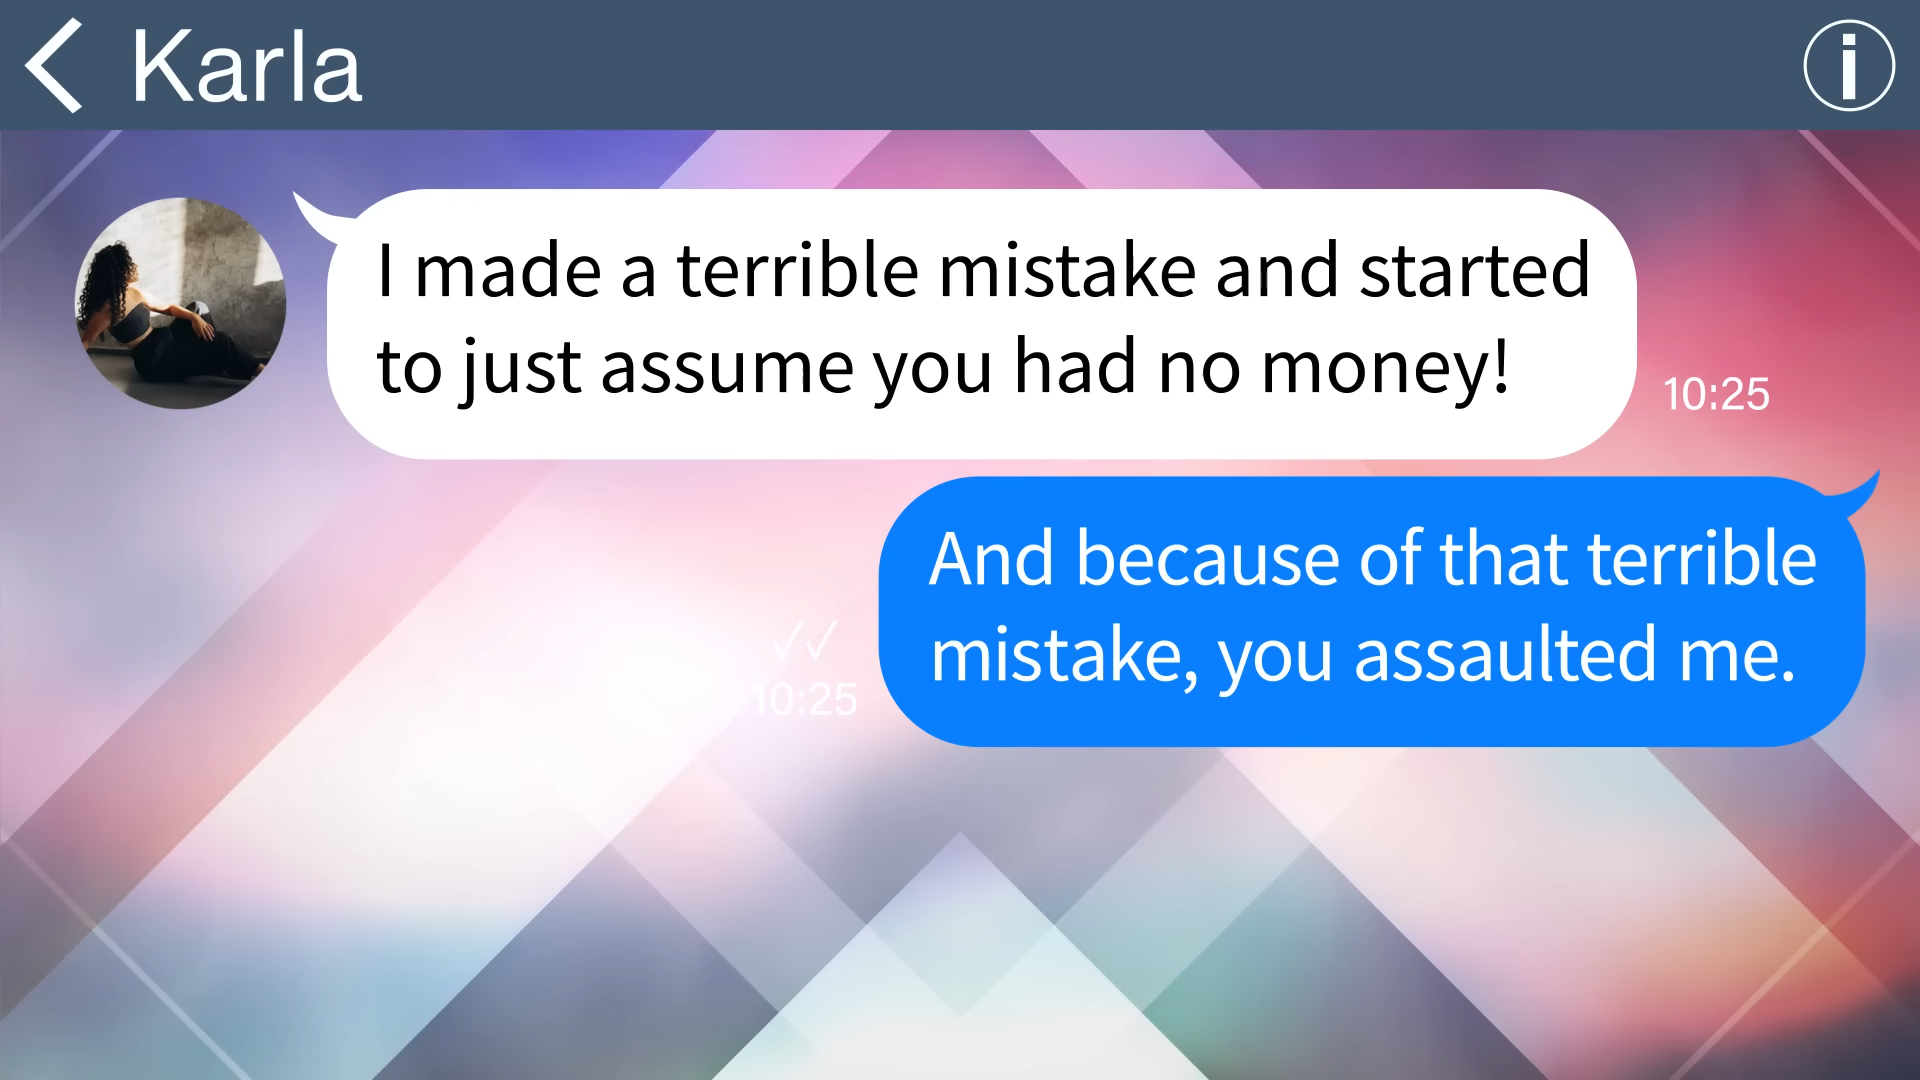 Karla
I made a terrible mistake and started
to just assume you had no money!
10:25
And because of that terrible
mistake, you assaulted me.
10:25